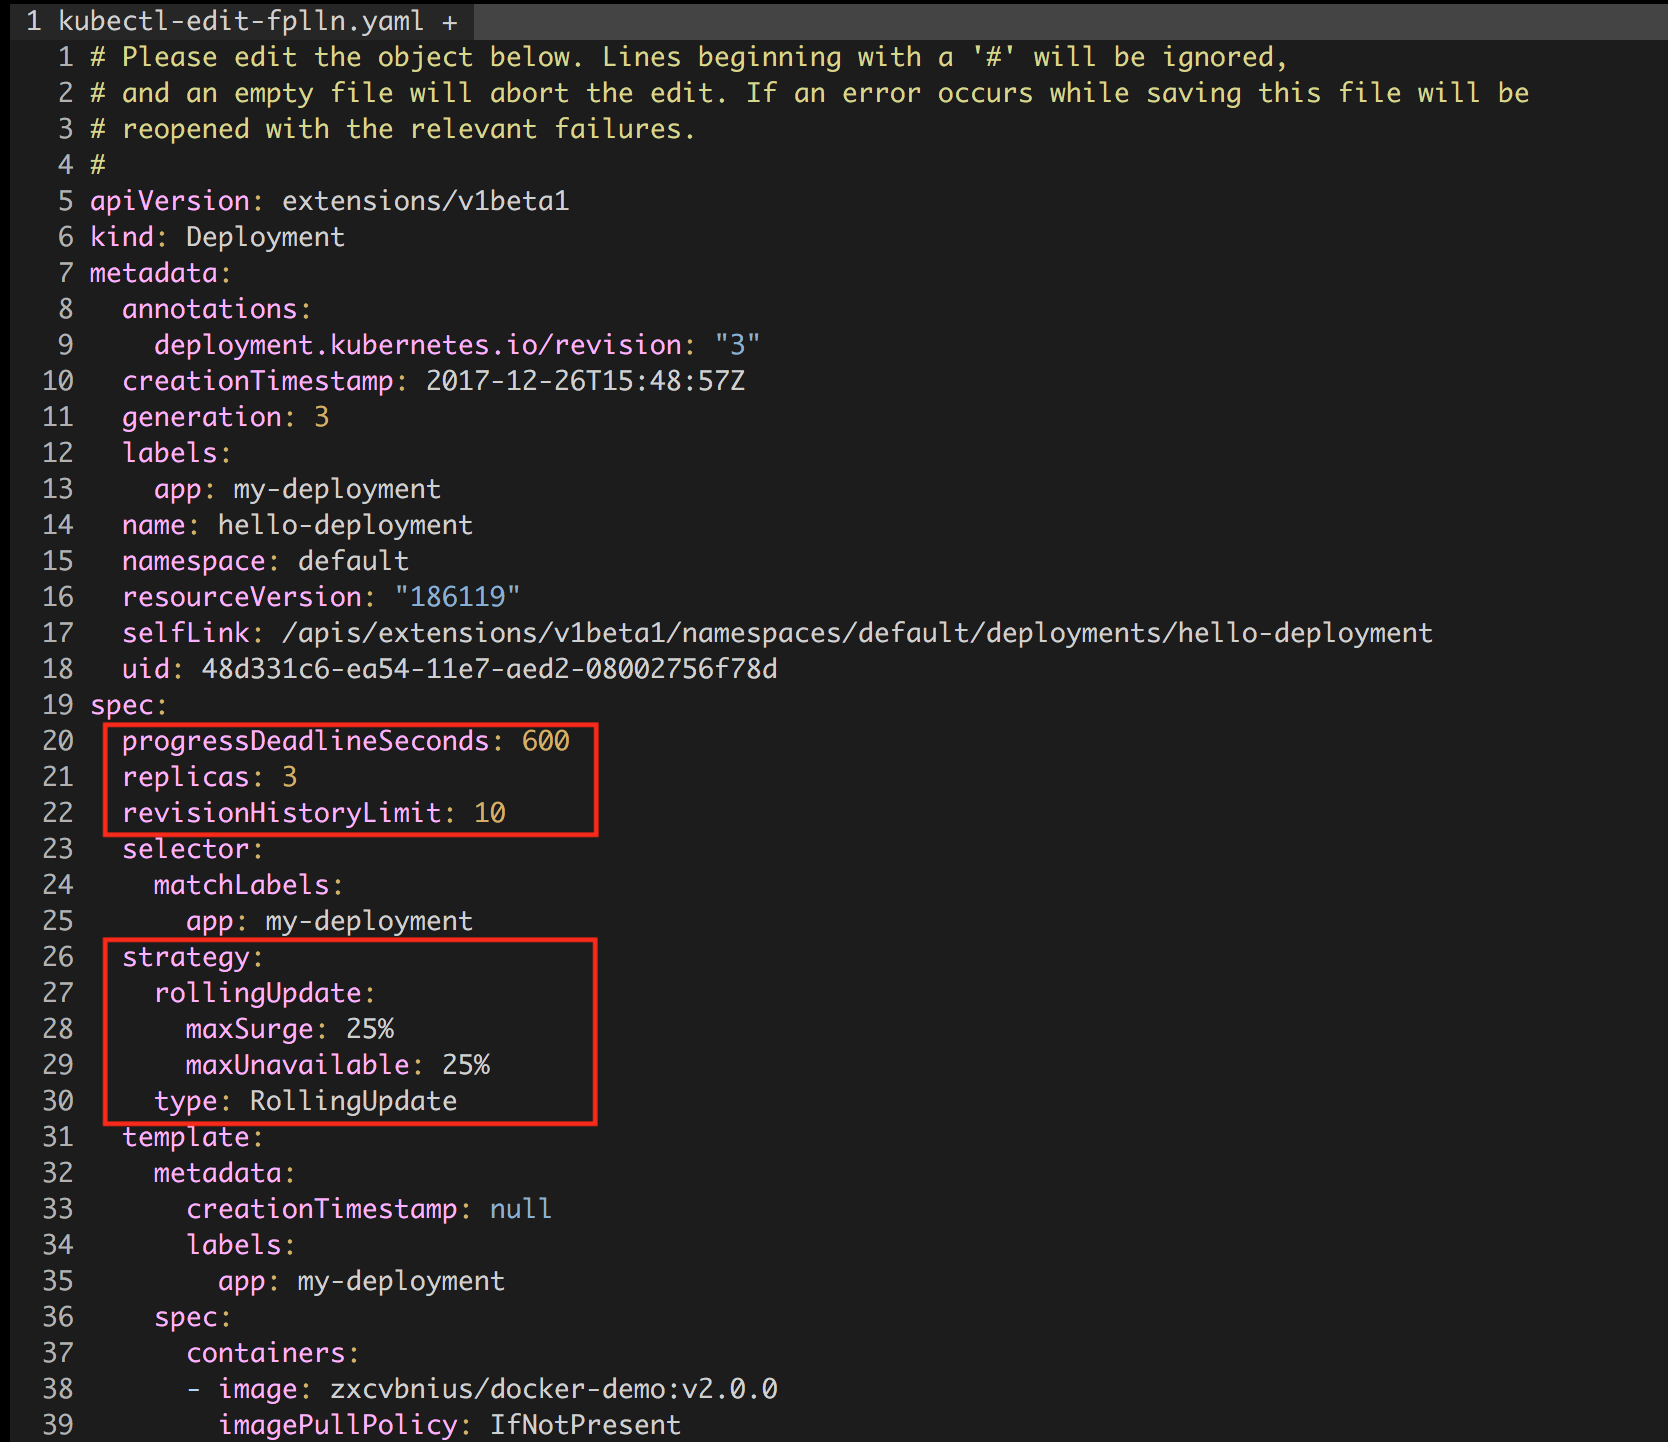 1 kubectl-edit-fplln.yaml +
1 # Please edit the object below. Lines beginning with a '#' will be ignored,
2 # and an empty file will abort the edit. If an error occurs while saving this file will be
3 # reopened with the relevant failures.
4 #
5 apiVersion: extensions/v1beta1
6 kind: Deployment
7 metadata:
8   annotations:
9     deployment.kubernetes.io/revision: "3"
10   creationTimestamp: 2017-12-26T15:48:57Z
11   generation: 3
12   labels:
13     app: my-deployment
14   name: hello-deployment
15   namespace: default
16   resourceVersion: "186119"
17   selfLink: /apis/extensions/v1beta1/namespaces/default/deployments/hello-deployment
18   uid: 48d331c6-ea54-11e7-aed2-08002756f78d
19 spec:
20   progressDeadlineSeconds: 600
21   replicas: 3
22   revisionHistoryLimit: 10
23   selector:
24     matchLabels:
25       app: my-deployment
26   strategy:
27     rollingUpdate:
28       maxSurge: 25%
29       maxUnavailable: 25%
30     type: RollingUpdate
31   template:
32     metadata:
33       creationTimestamp: null
34       labels:
35         app: my-deployment
36     spec:
37       containers:
38       - image: zxcvbnius/docker-demo:v2.0.0
39         imagePullPolicy: IfNotPresent